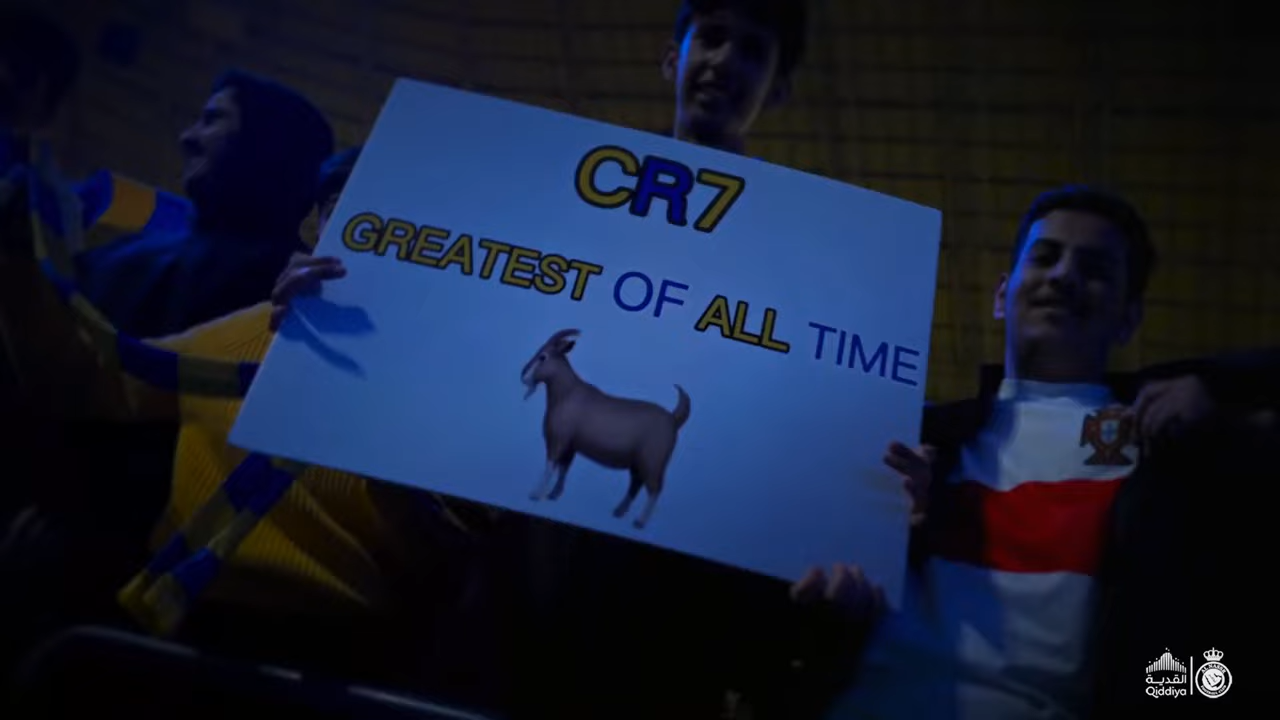 CR7
GREATEST OF ALL TIME
القدية
Qiddiya